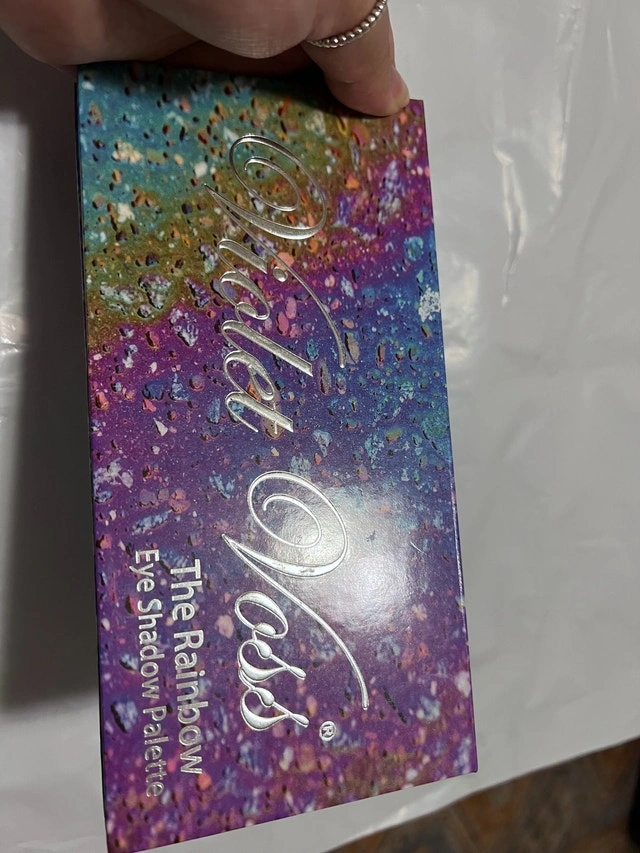 Violet Voss®
The Rainbow
Eye Shadow Palette